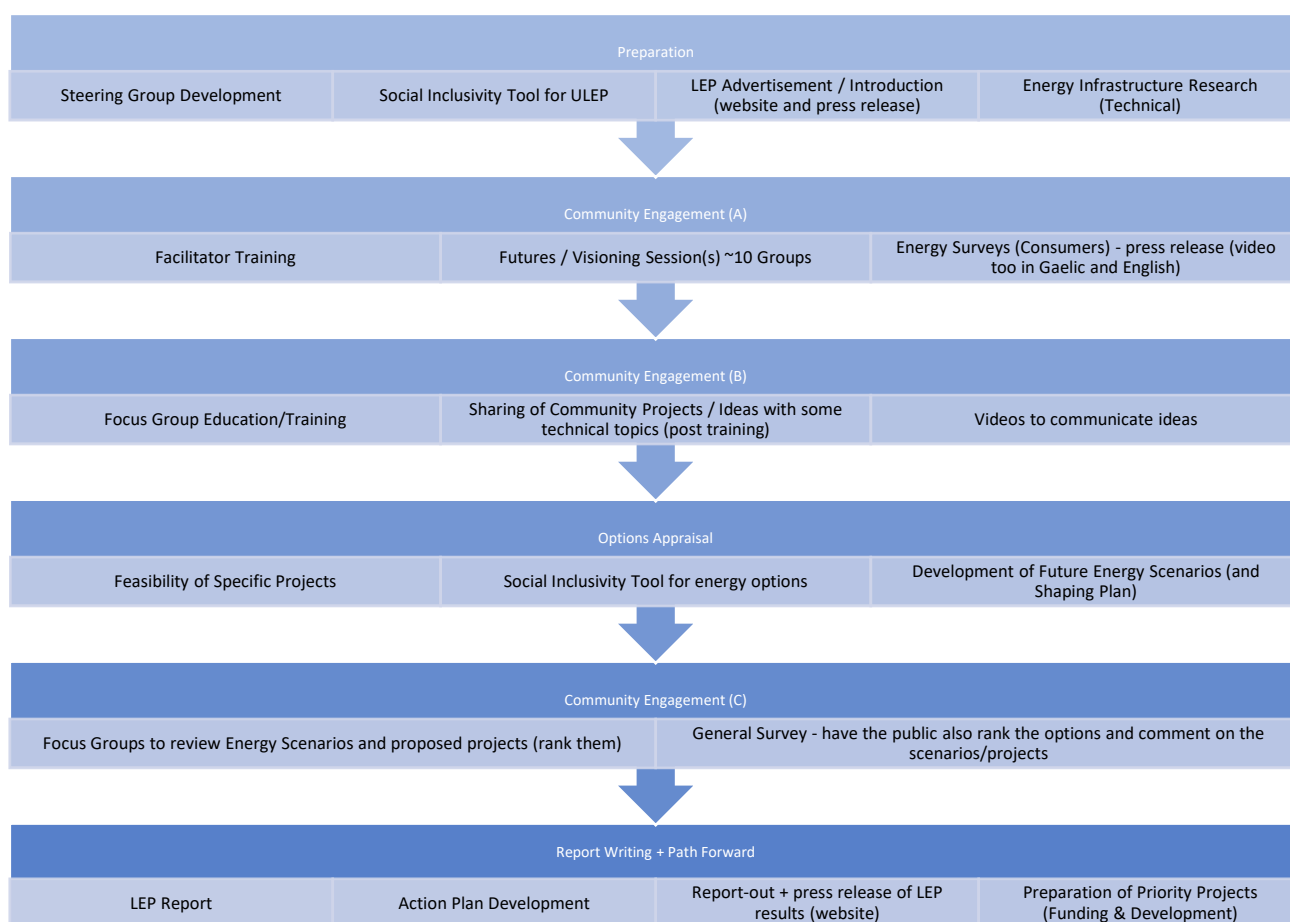 Preparation
Steering Group Development
Social Inclusivity Tool for ULEP
LEP Advertisement / Introduction
(website and press release)
Energy Infrastructure Research
(Technical)
Community Engagement (A)
Facilitator Training
Futures / Visioning Session(s) ~10 Groups
Energy Surveys (Consumers) - press release (video
too in Gaelic and English)
Community Engagement (B)
Focus Group Education/Training
Sharing of Community Projects / Ideas with some
technical topics (post training)
Videos to communicate ideas
Options Appraisal
Feasibility of Specific Projects
Social Inclusivity Tool for energy options
Development of Future Energy Scenarios (and
Shaping Plan)
Community Engagement (C)
Focus Groups to review Energy Scenarios and proposed projects (rank them)
General Survey - have the public also rank the options and comment on the
scenarios/projects
Report Writing + Path Forward
LEP Report
Action Plan Development
Report-out + press release of LEP
results (website)
Preparation of Priority Projects
(Funding & Development)